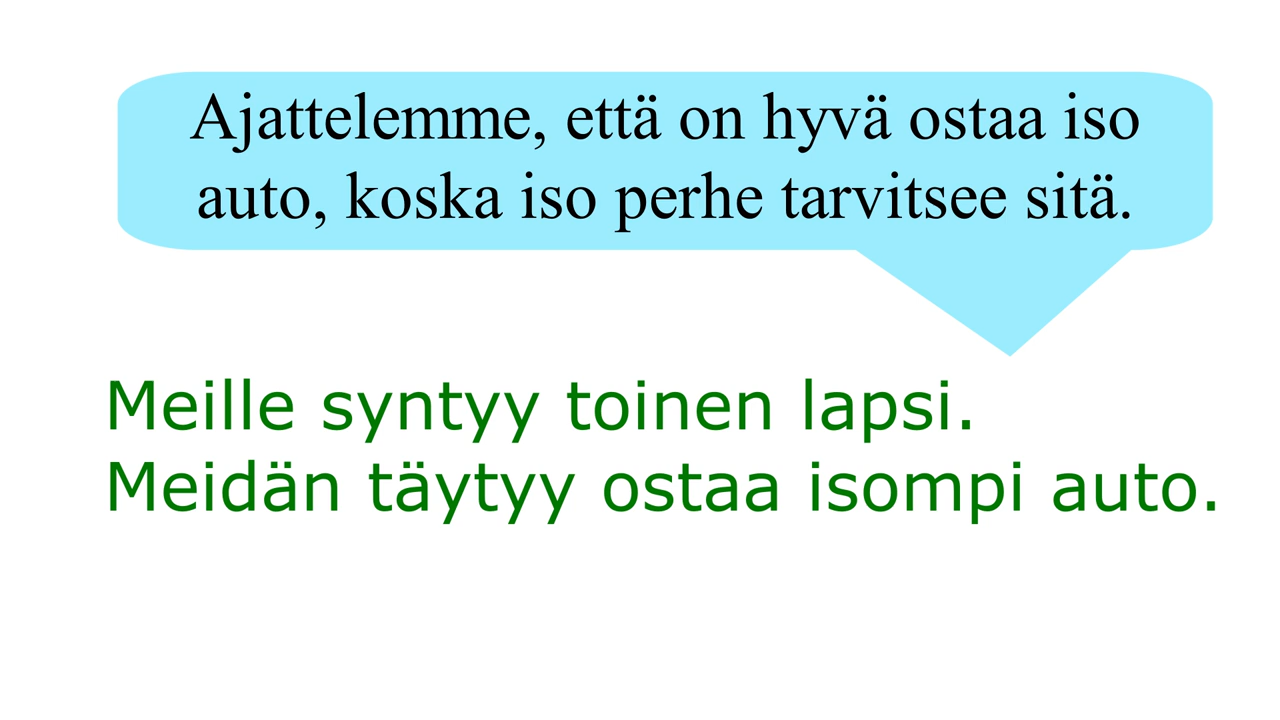 Ajattelemme, että on hyvä ostaa iso
auto, koska iso perhe tarvitsee sitä.
Meille syntyy toinen lapsi.
Meidän täytyy ostaa isompi auto.